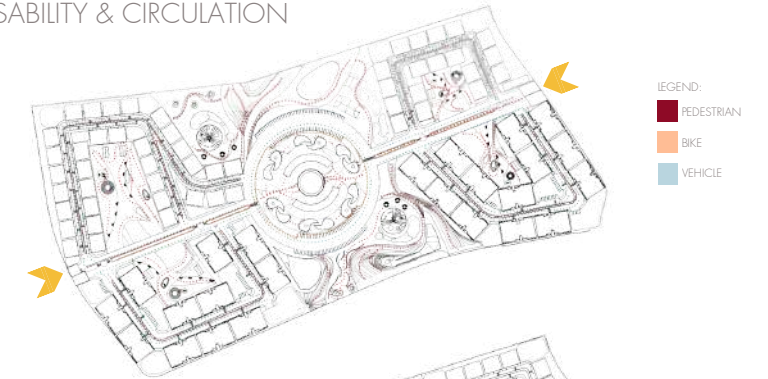 SABILITY & CIRCULATION
LEGEND:
PEDESTRIAN
BIKE
VEHICLE